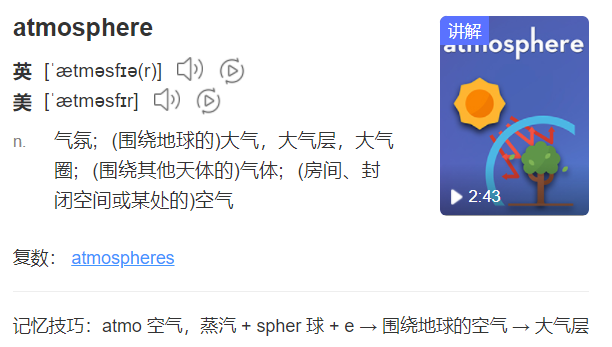 atmosphere
讲解
atmosphere
英 [ˈætməsfɪə(r)]
美 [ˈætməsfɪr]
n. 气氛；(围绕地球的)大气，大气层，大气
圈；(围绕其他天体的)气体；(房间、封
闭空间或某处的)空气
2:43
复数： atmospheres
记忆技巧：atmo 空气，蒸汽 + spher 球 + e → 围绕地球的空气 → 大气层